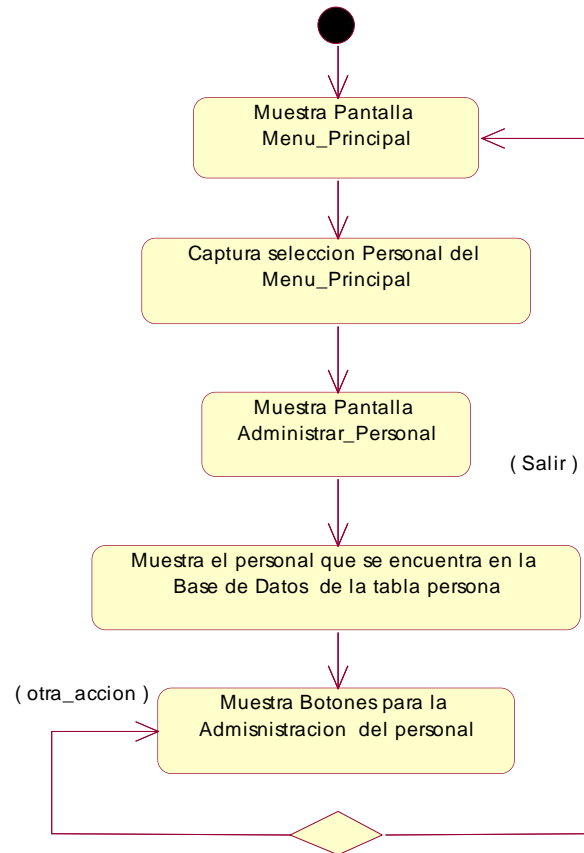 Muestra Pantalla
Menu_Principal
Captura seleccion Personal del
Menu_Principal
Muestra Pantalla
Administrar_Personal
( Salir )
Muestra el personal que se encuentra en la
Base de Datos de la tabla persona
( otra_accion )
Muestra Botones para la
Admisnistracion del personal